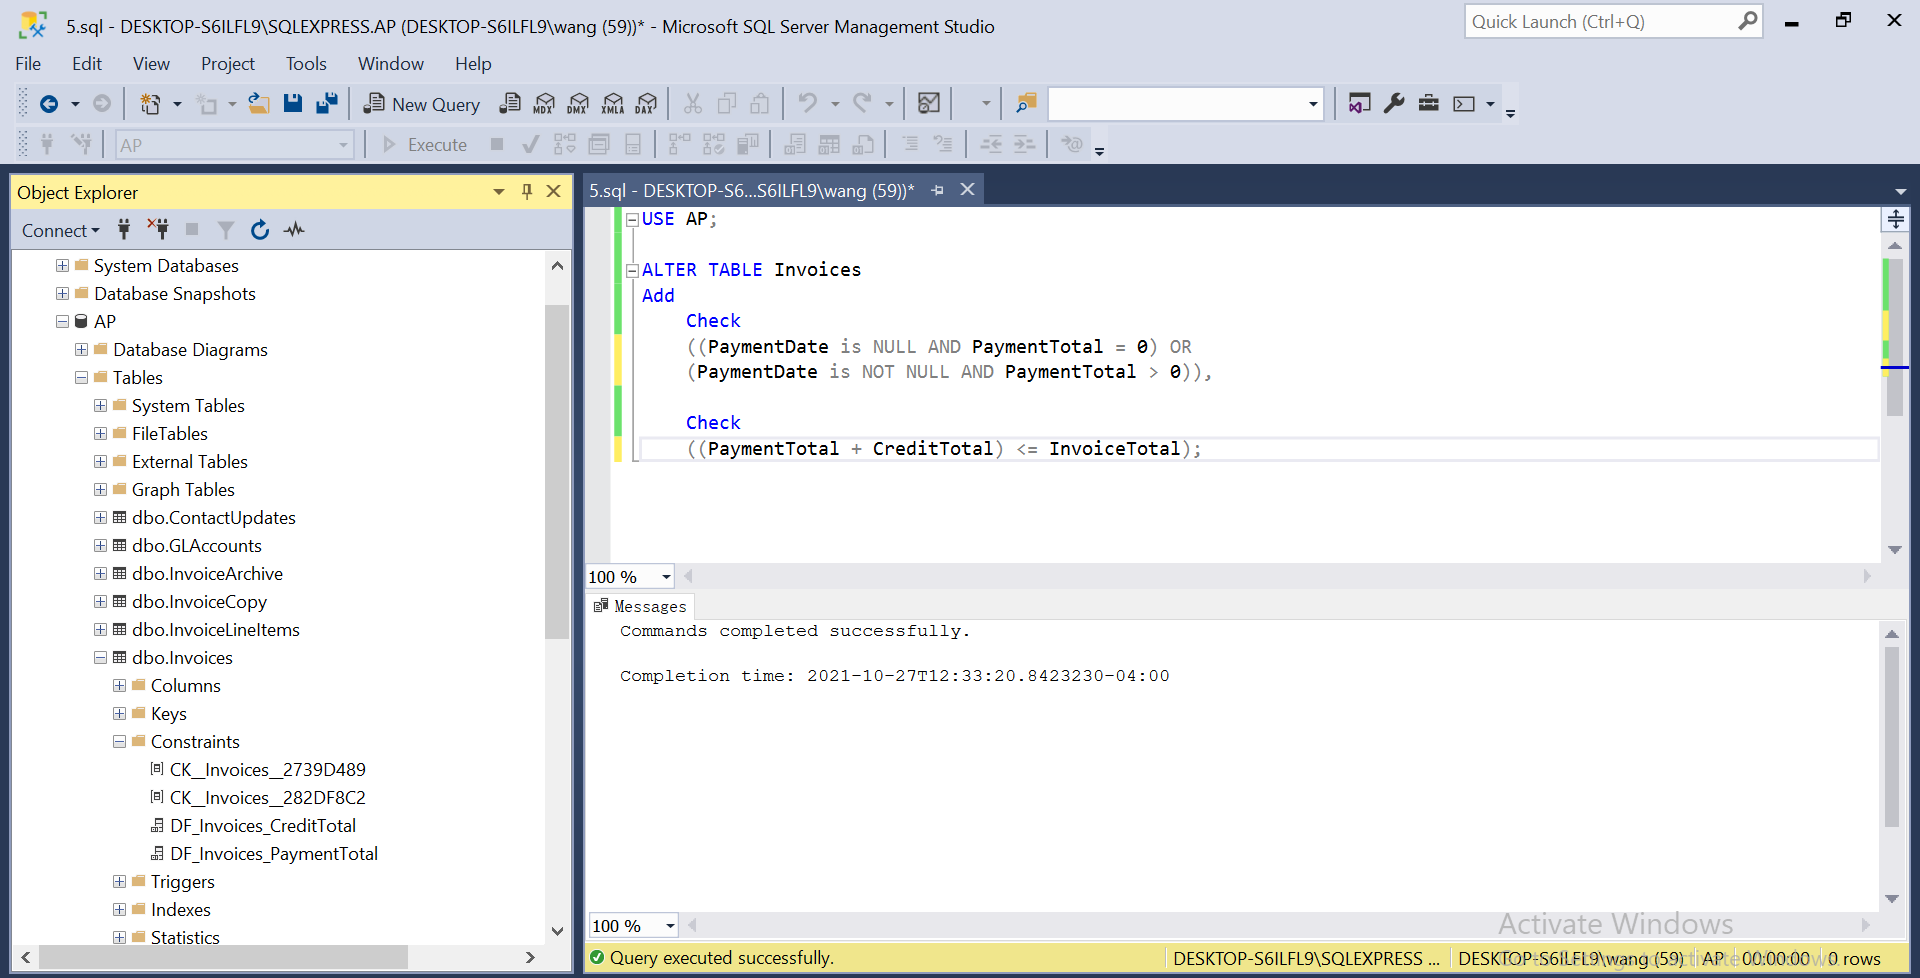 5.sql - DESKTOP-S6ILFL9\SQLEXPRESS.AP (DESKTOP-S6ILFL9\wang (59))* - Microsoft SQL Server Management Studio
Quick Launch (Ctrl+Q)
File Edit View Project Tools Window Help
New Query MDX DMX XMLA DAX
AP Execute
Object Explorer
Connect
System Databases
Database Snapshots
AP
Database Diagrams
Tables
System Tables
FileTables
External Tables
Graph Tables
dbo.ContactUpdates
dbo.GLAccounts
dbo.InvoiceArchive
dbo.InvoiceCopy
dbo.InvoiceLineItems
dbo.Invoices
Columns
Keys
Constraints
CK__Invoices__2739D489
CK__Invoices__282DF8C2
DF_Invoices_CreditTotal
DF_Invoices_PaymentTotal
Triggers
Indexes
Statistics
5.sql - DESKTOP-S6...S6ILFL9\wang (59))*
USE AP;
ALTER TABLE Invoices
Add
Check
((PaymentDate is NULL AND PaymentTotal = 0) OR
(PaymentDate is NOT NULL AND PaymentTotal > 0)),
Check
((PaymentTotal + CreditTotal) <= InvoiceTotal);
100 %
Messages
Commands completed successfully.
Completion time: 2021-10-27T12:33:20.8423230-04:00
100 %
Activate Windows
Query executed successfully.
DESKTOP-S6ILFL9\SQLEXPRESS ... DESKTOP-S6ILFL9\wang (59) AP 00:00:00 0 rows